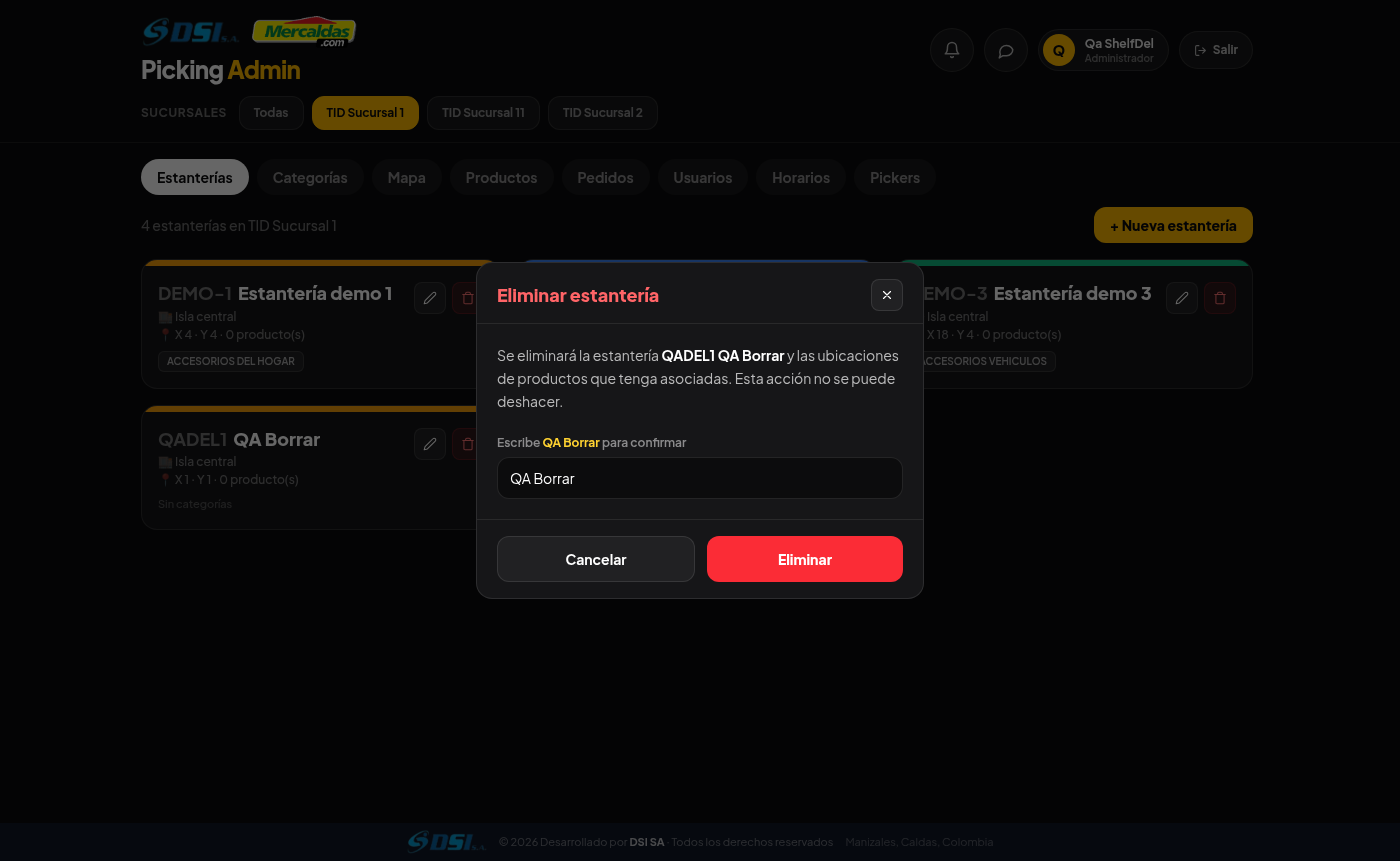 DSI S.A.
Mercaldas
.com
Picking Admin
Qa ShelfDel
Administrador
Q
Salir
SUCURSALES
Todas
TID Sucursal 1
TID Sucursal 11
TID Sucursal 2
Estanterías
Categorías
Mapa
Productos
Pedidos
Usuarios
Horarios
Pickers
4 estanterías en TID Sucursal 1
+ Nueva estantería
DEMO-1 Estantería demo 1
Isla central
X 4 · Y 4 · 0 producto(s)
ACCESORIOS DEL HOGAR
EMO-3 Estantería demo 3
Isla central
X 18 · Y 4 · 0 producto(s)
CCESORIOS VEHICULOS
QADEL1 QA Borrar
Isla central
X 1 · Y 1 · 0 producto(s)
Sin categorías
Eliminar estantería
Se eliminará la estantería QADEL1 QA Borrar y las ubicaciones
de productos que tenga asociadas. Esta acción no se puede
deshacer.
Escribe QA Borrar para confirmar
QA Borrar
Cancelar
Eliminar
DSI S.A.
© 2026 Desarrollado por DSI SA · Todos los derechos reservados
Manizales, Caldas, Colombia